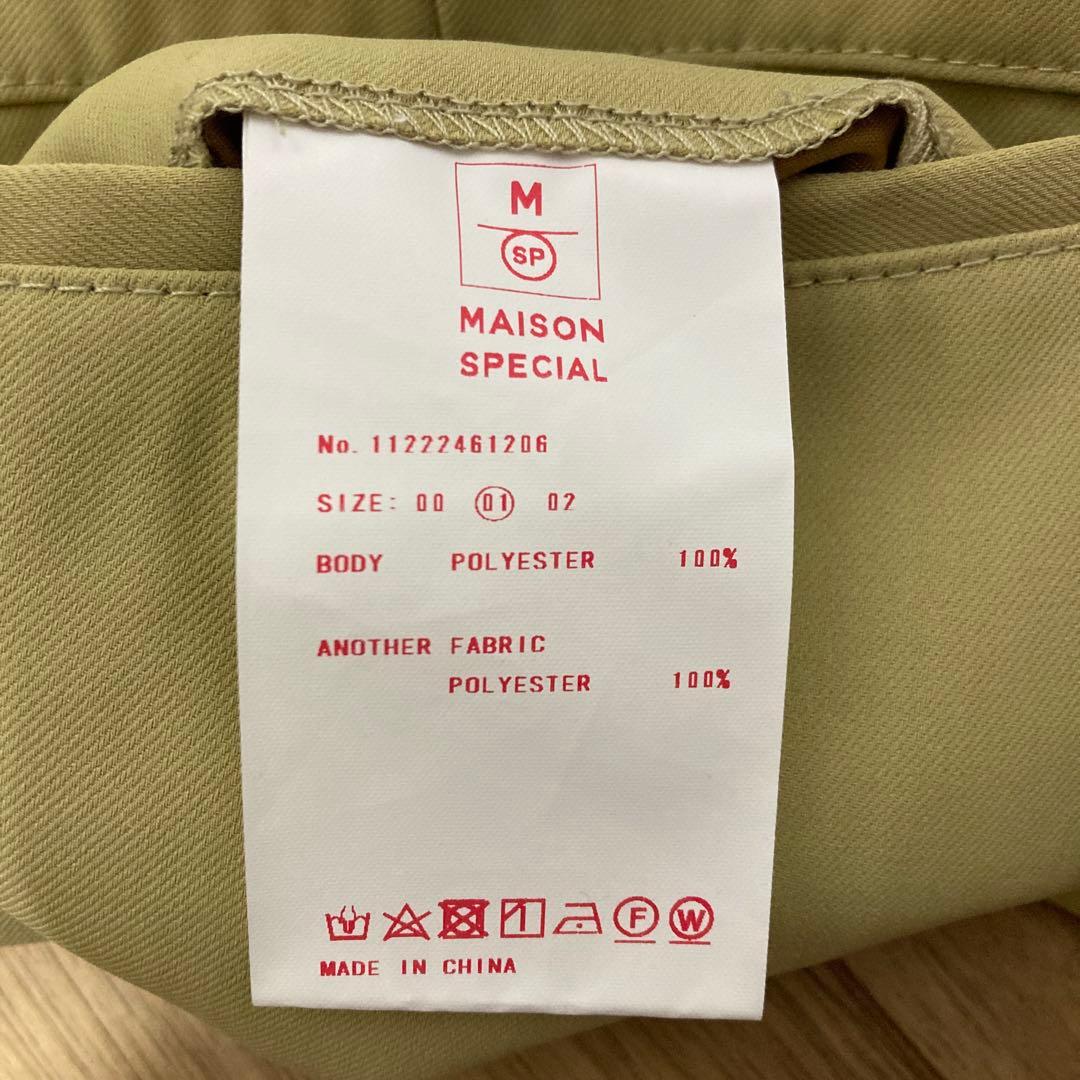 M
SP
MAISON
SPECIAL
No. 11222461206
SIZE: 00 01 02
BODY POLYESTER 100%
ANOTHER FABRIC
POLYESTER 100%
F W
MADE IN CHINA